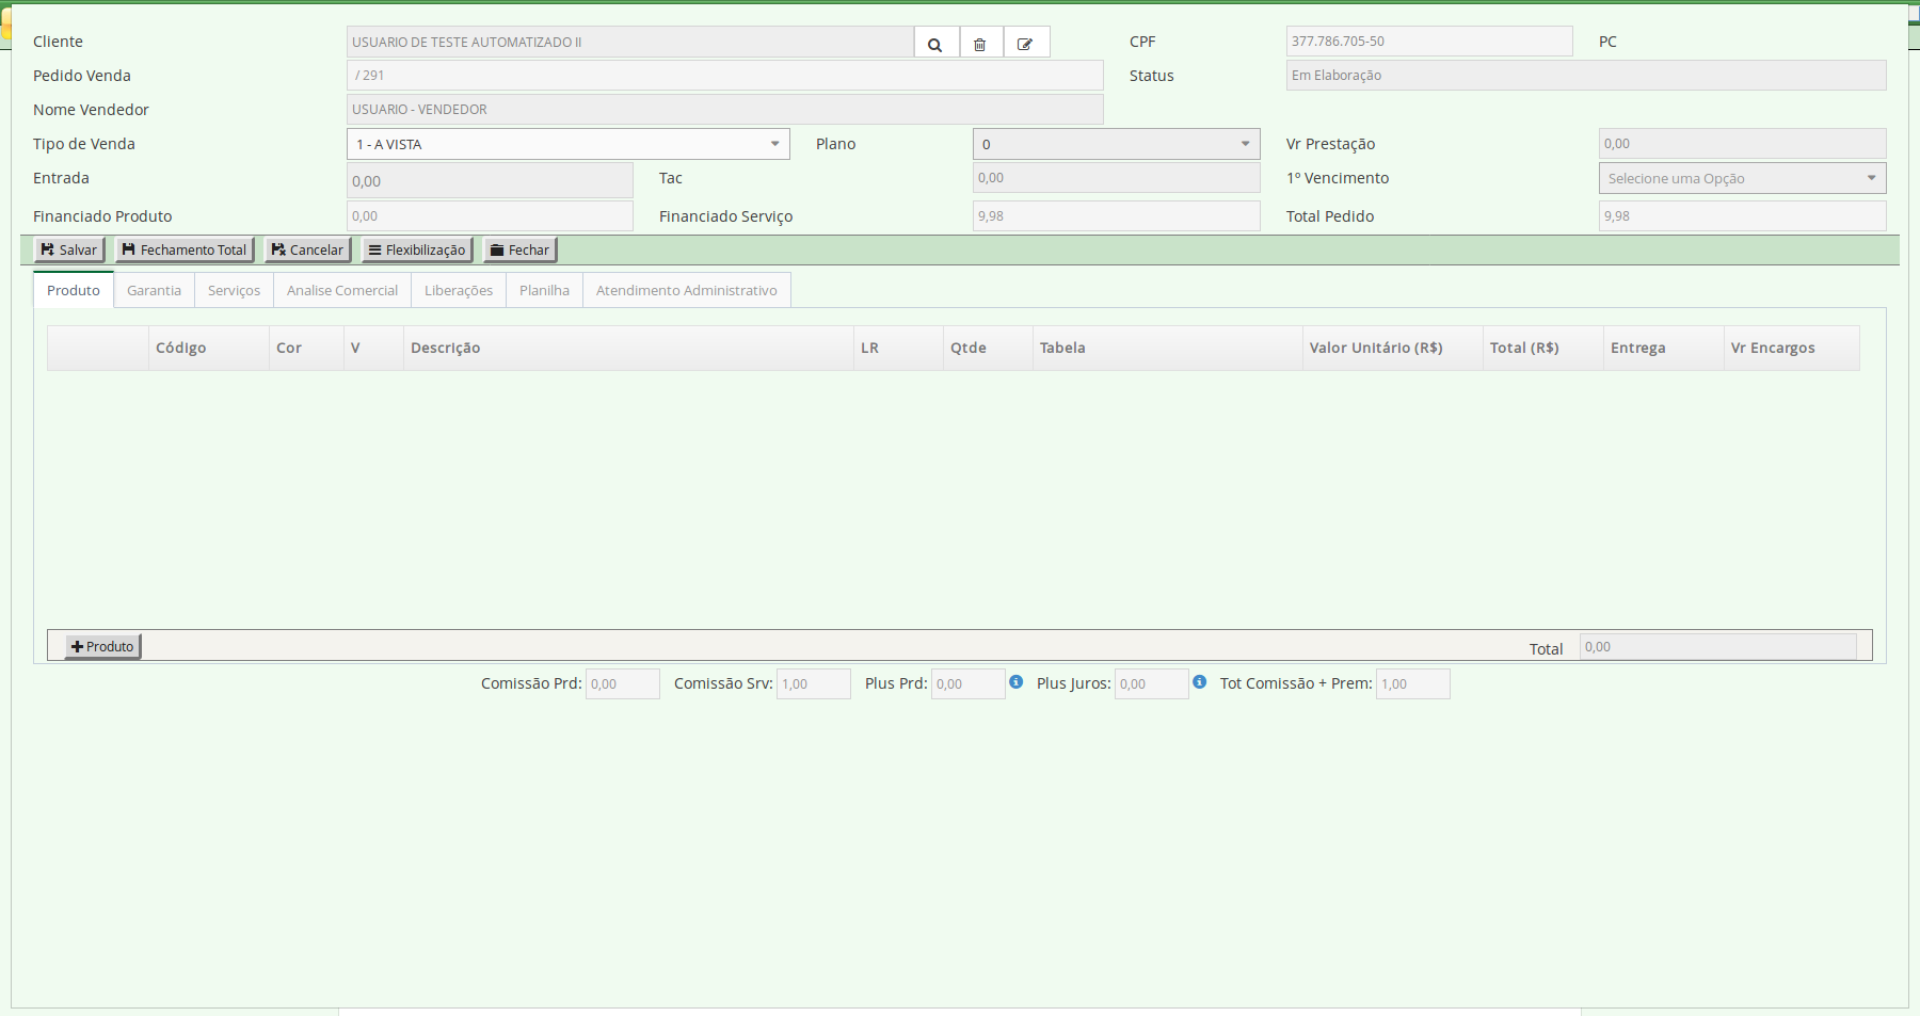 Cliente USUARIO DE TESTE AUTOMATIZADO II CPF 377.786.705-50 PC
Pedido Venda / 291 Status Em Elaboração
Nome Vendedor USUARIO - VENDEDOR
Tipo de Venda 1 - A VISTA Plano 0 Vr Prestação 0,00
Entrada 0,00 Tac 0,00 1º Vencimento Selecione uma Opção
Financiado Produto 0,00 Financiado Serviço 9,98 Total Pedido 9,98
Salvar Fechamento Total Cancelar Flexibilização Fechar
Produto Garantia Serviços Analise Comercial Liberações Planilha Atendimento Administrativo
Código Cor V Descrição LR Qtde Tabela Valor Unitário (R$) Total (R$) Entrega Vr Encargos
Produto Total 0,00
Comissão Prd: 0,00 Comissão Srv: 1,00 Plus Prd: 0,00 Plus Juros: 0,00 Tot Comissão + Prem: 1,00